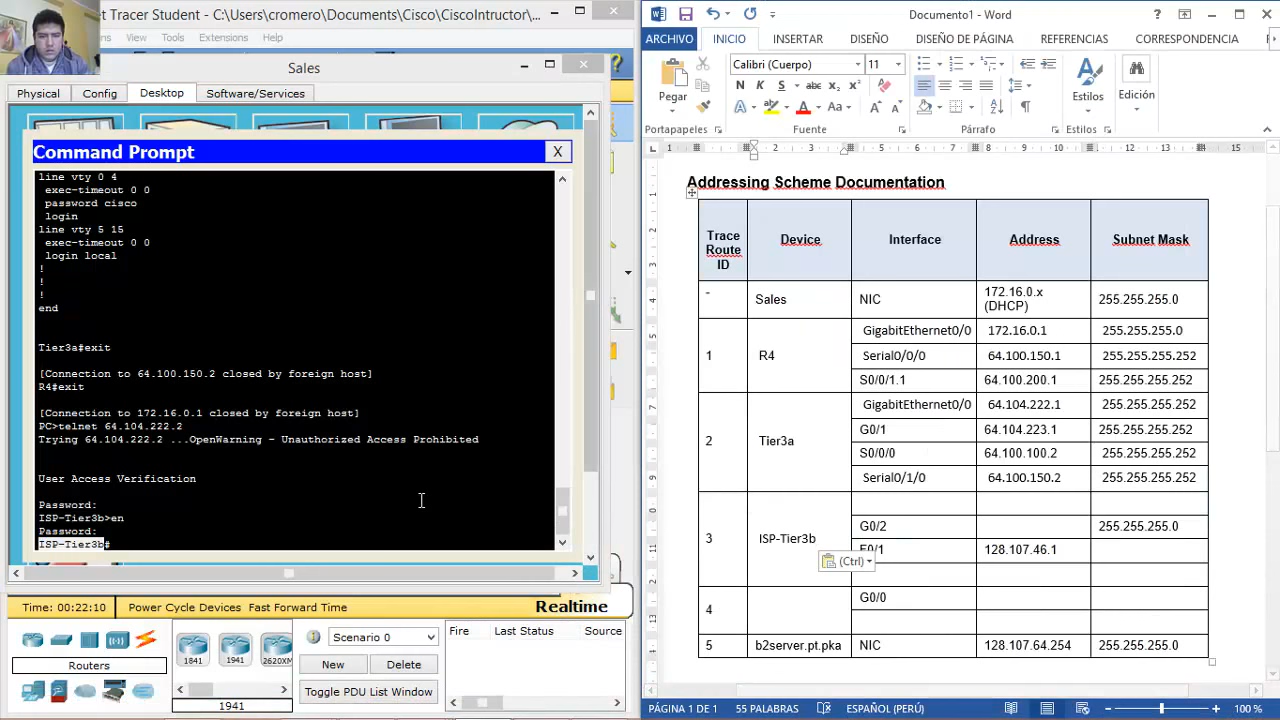 t Tracer Student - C:\Users\cromero\Documents\Cisco\CiscoIntructor\...
View Tools Extensions Help
Sales
Physical Config Desktop Software/Services
Command Prompt X
line vty 0 4
exec-timeout 0 0
password cisco
login
line vty 5 15
exec-timeout 0 0
login local
!
!
!
end
Tier3a#exit
[Connection to 64.100.150.2 closed by foreign host]
R4#exit
[Connection to 172.16.0.1 closed by foreign host]
PC>telnet 64.104.222.2
Trying 64.104.222.2 ...OpenWarning - Unauthorized Access Prohibited
User Access Verification
Password:
ISP-Tier3b>en
Password:
ISP-Tier3b#
Time: 00:22:10 Power Cycle Devices Fast Forward Time Realtime
Scenario 0
Fire Last Status Source
1841 1941 2620XM
Routers
New Delete
Toggle PDU List Window
1941
Documento1 - Word
ARCHIVO INICIO INSERTAR DISEÑO DISEÑO DE PÁGINA REFERENCIAS CORRESPONDENCIA
Calibri (Cuerpo) 11
N K S abc x₂ x²
Pegar
Estilos
Edición
Portapapeles Fuente Párrafo Estilos
Addressing Scheme Documentation
Trace Route ID Device Interface Address Subnet Mask
- Sales NIC 172.16.0.x (DHCP) 255.255.255.0
1 R4 GigabitEthernet0/0 172.16.0.1 255.255.255.0
Serial0/0/0 64.100.150.1 255.255.255.252
S0/0/1.1 64.100.200.1 255.255.255.252
2 Tier3a GigabitEthernet0/0 64.104.222.1 255.255.255.252
G0/1 64.104.223.1 255.255.255.252
S0/0/0 64.100.100.2 255.255.255.252
Serial0/1/0 64.100.150.2 255.255.255.252
3 ISP-Tier3b
G0/2 255.255.255.0
F0/1 128.107.46.1
(Ctrl)
4 G0/0
5 b2server.pt.pka NIC 128.107.64.254 255.255.255.0
PÁGINA 1 DE 1 55 PALABRAS ESPAÑOL (PERÚ) 100 %